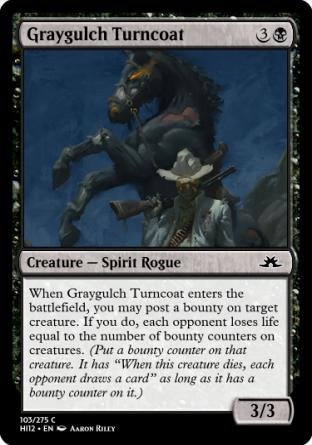 Graygulch Turncoat 3
Creature — Spirit Rogue
When Graygulch Turncoat enters the
battlefield, you may post a bounty on target
creature. If you do, each opponent loses life
equal to the number of bounty counters on
creatures. (Put a bounty counter on that
creature. It has “When this creature dies, each
opponent draws a card” as long as it has a
bounty counter on it.)
3/3
103/275 C
HI12 • EN Aaron Riley